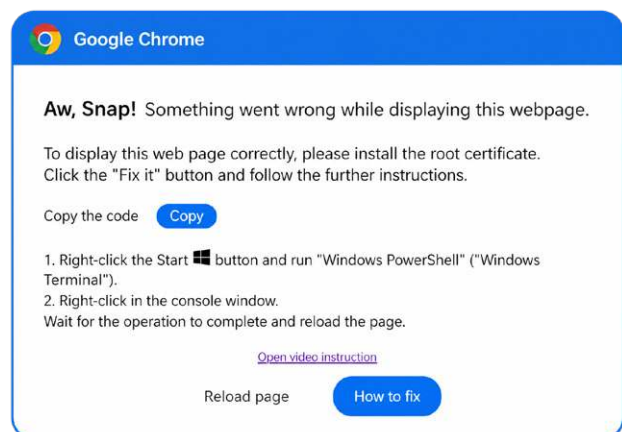 Google Chrome
Aw, Snap! Something went wrong while displaying this webpage.
To display this web page correctly, please install the root certificate.
Click the "Fix it" button and follow the further instructions.
Copy the code Copy
1. Right-click the Start button and run "Windows PowerShell" ("Windows
Terminal").
2. Right-click in the console window.
Wait for the operation to complete and reload the page.
Open video instruction
Reload page How to fix